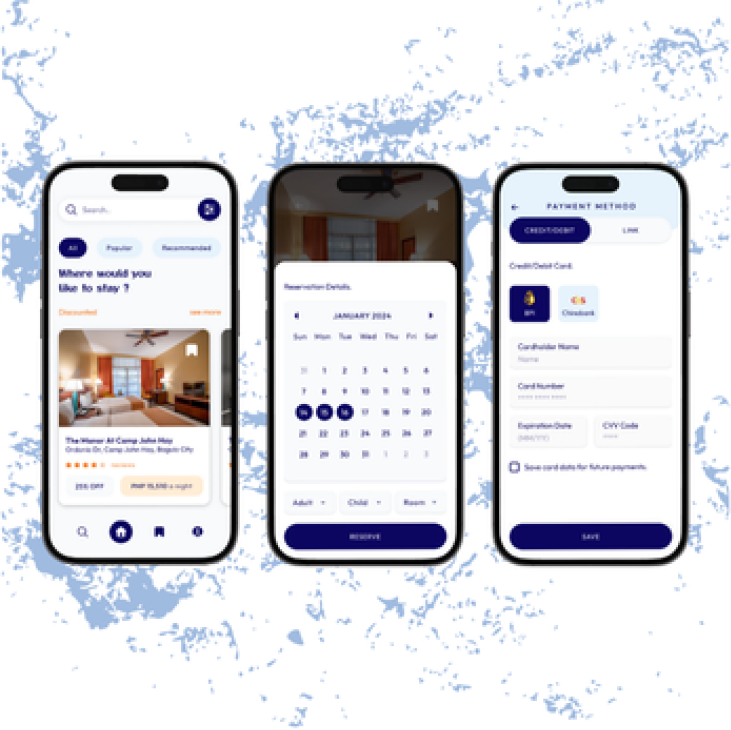 Search..
All
Popular
Recommended
Where would you
like to stay ?
Discounted
see more
The Manor At Camp John Hay
Ordonio Dr, Camp John Hay, Baguio City
reviews
25% OFF
PHP 15,510 a night
Reservation Details.
JANUARY 2024
Sun Mon Tue Wed Thu Fri Sat
31 1 2 3 4 5 6
7 8 9 10 11 12 13
14 15 16 17 18 19 20
21 22 23 24 25 26 27
28 29 30 31 1 2 3
Adult
Child
Room
RESERVE
PAYMENT METHOD
CREDIT/DEBIT
LINK
Credit/Debit Card.
BPI
Chinabank
Cardholder Name
Name
Card Number
**** **** **** ****
Expiration Date
(MM/YY)
CVV Code
****
Save card data for future payments.
SAVE